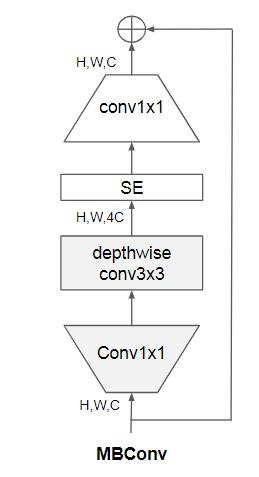 H,W,C
conv1x1
SE
H,W,4C
depthwise
conv3x3
Conv1x1
H,W,C
MBConv